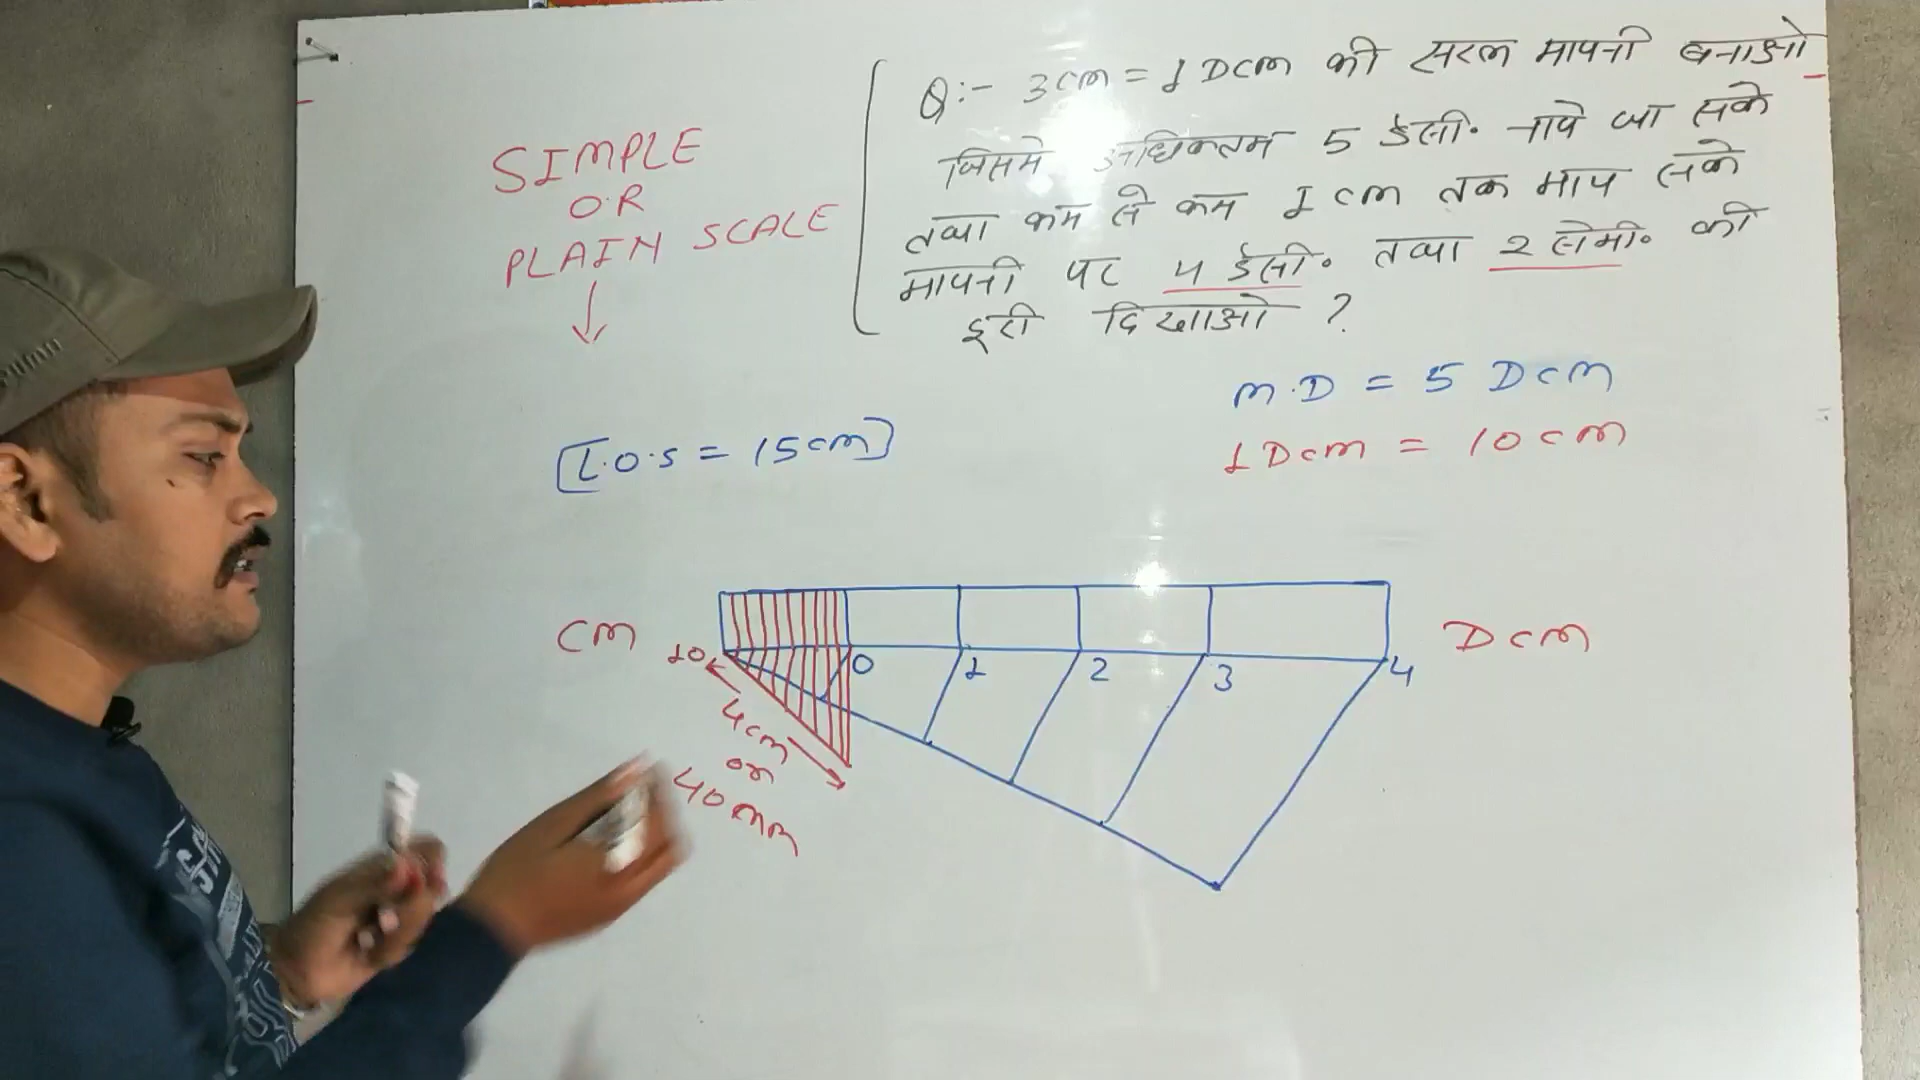 SIMPLE
OR
PLAIN SCALE
Q:- 3cm = 1 Dcm की सरल मापनी बनाओ
जिसमे अधिकतम 5 डेसी. नापे जा सके
तथा कम से कम 1 cm तक माप सके
मापनी पर 4 डेसी. तथा 2 सेमी. की
दूरी दिखाओ ?
M.D = 5 Dcm
1 Dcm = 10 cm
[L.O.S = 15cm]
CM
Dcm
10
0
1
2
3
4
4cm
or
40mm